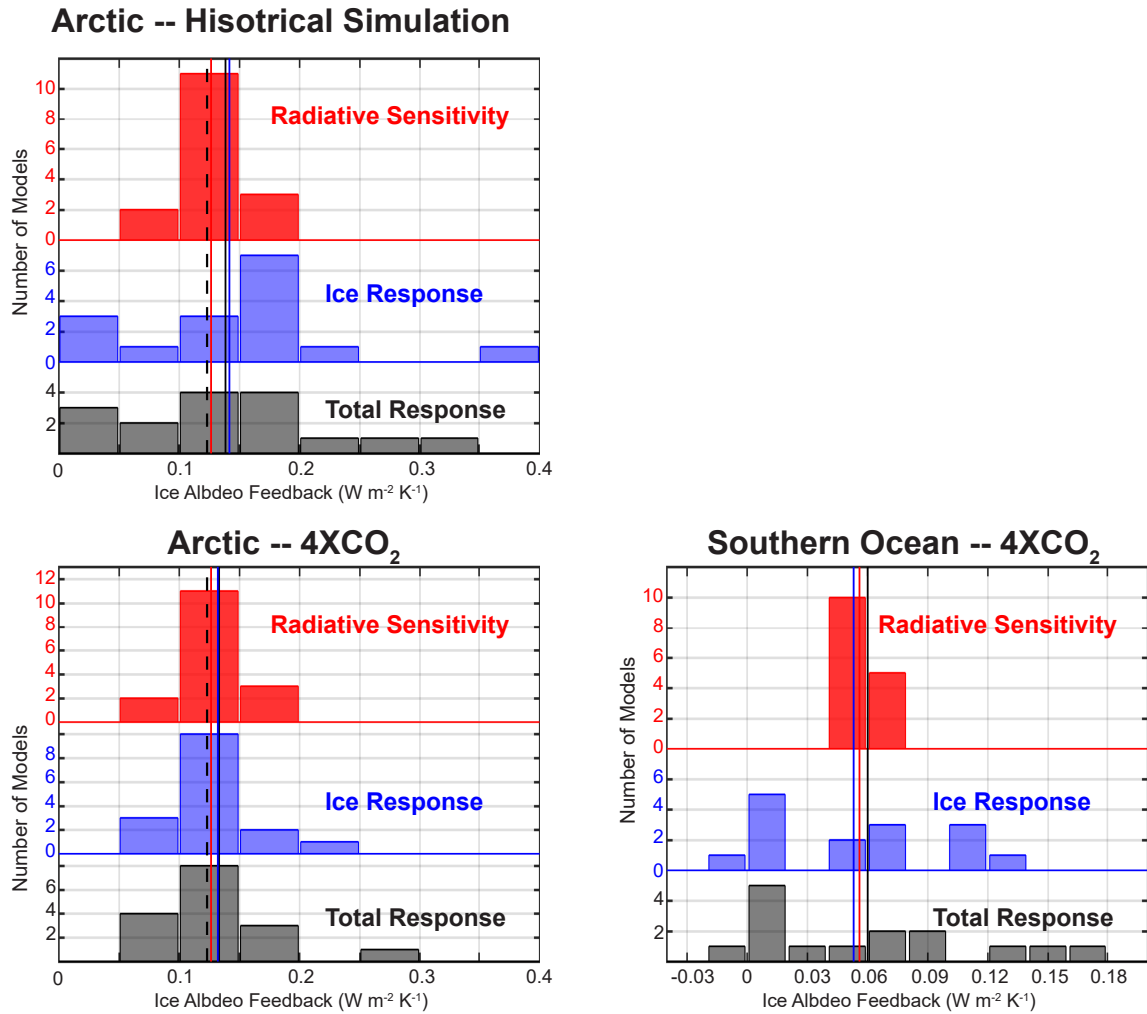 Arctic -- Hisotrical Simulation
10
8
6
4
2
0
Radiative Sensitivity
6
4
2
0
Ice Response
4
2
Total Response
Number of Models
0 0.1 0.2 0.3 0.4
Ice Albdeo Feedback (W m⁻² K⁻¹)
Arctic -- 4XCO₂
12
10
8
6
4
2
0
Radiative Sensitivity
8
6
4
2
0
Ice Response
6
4
2
Total Response
Number of Models
0 0.1 0.2 0.3 0.4
Ice Albdeo Feedback (W m⁻² K⁻¹)
Southern Ocean -- 4XCO₂
10
8
6
4
2
0
Radiative Sensitivity
4
2
0
Ice Response
4
2
Total Response
Number of Models
-0.03 0 0.03 0.06 0.09 0.12 0.15 0.18
Ice Albdeo Feedback (W m⁻² K⁻¹)